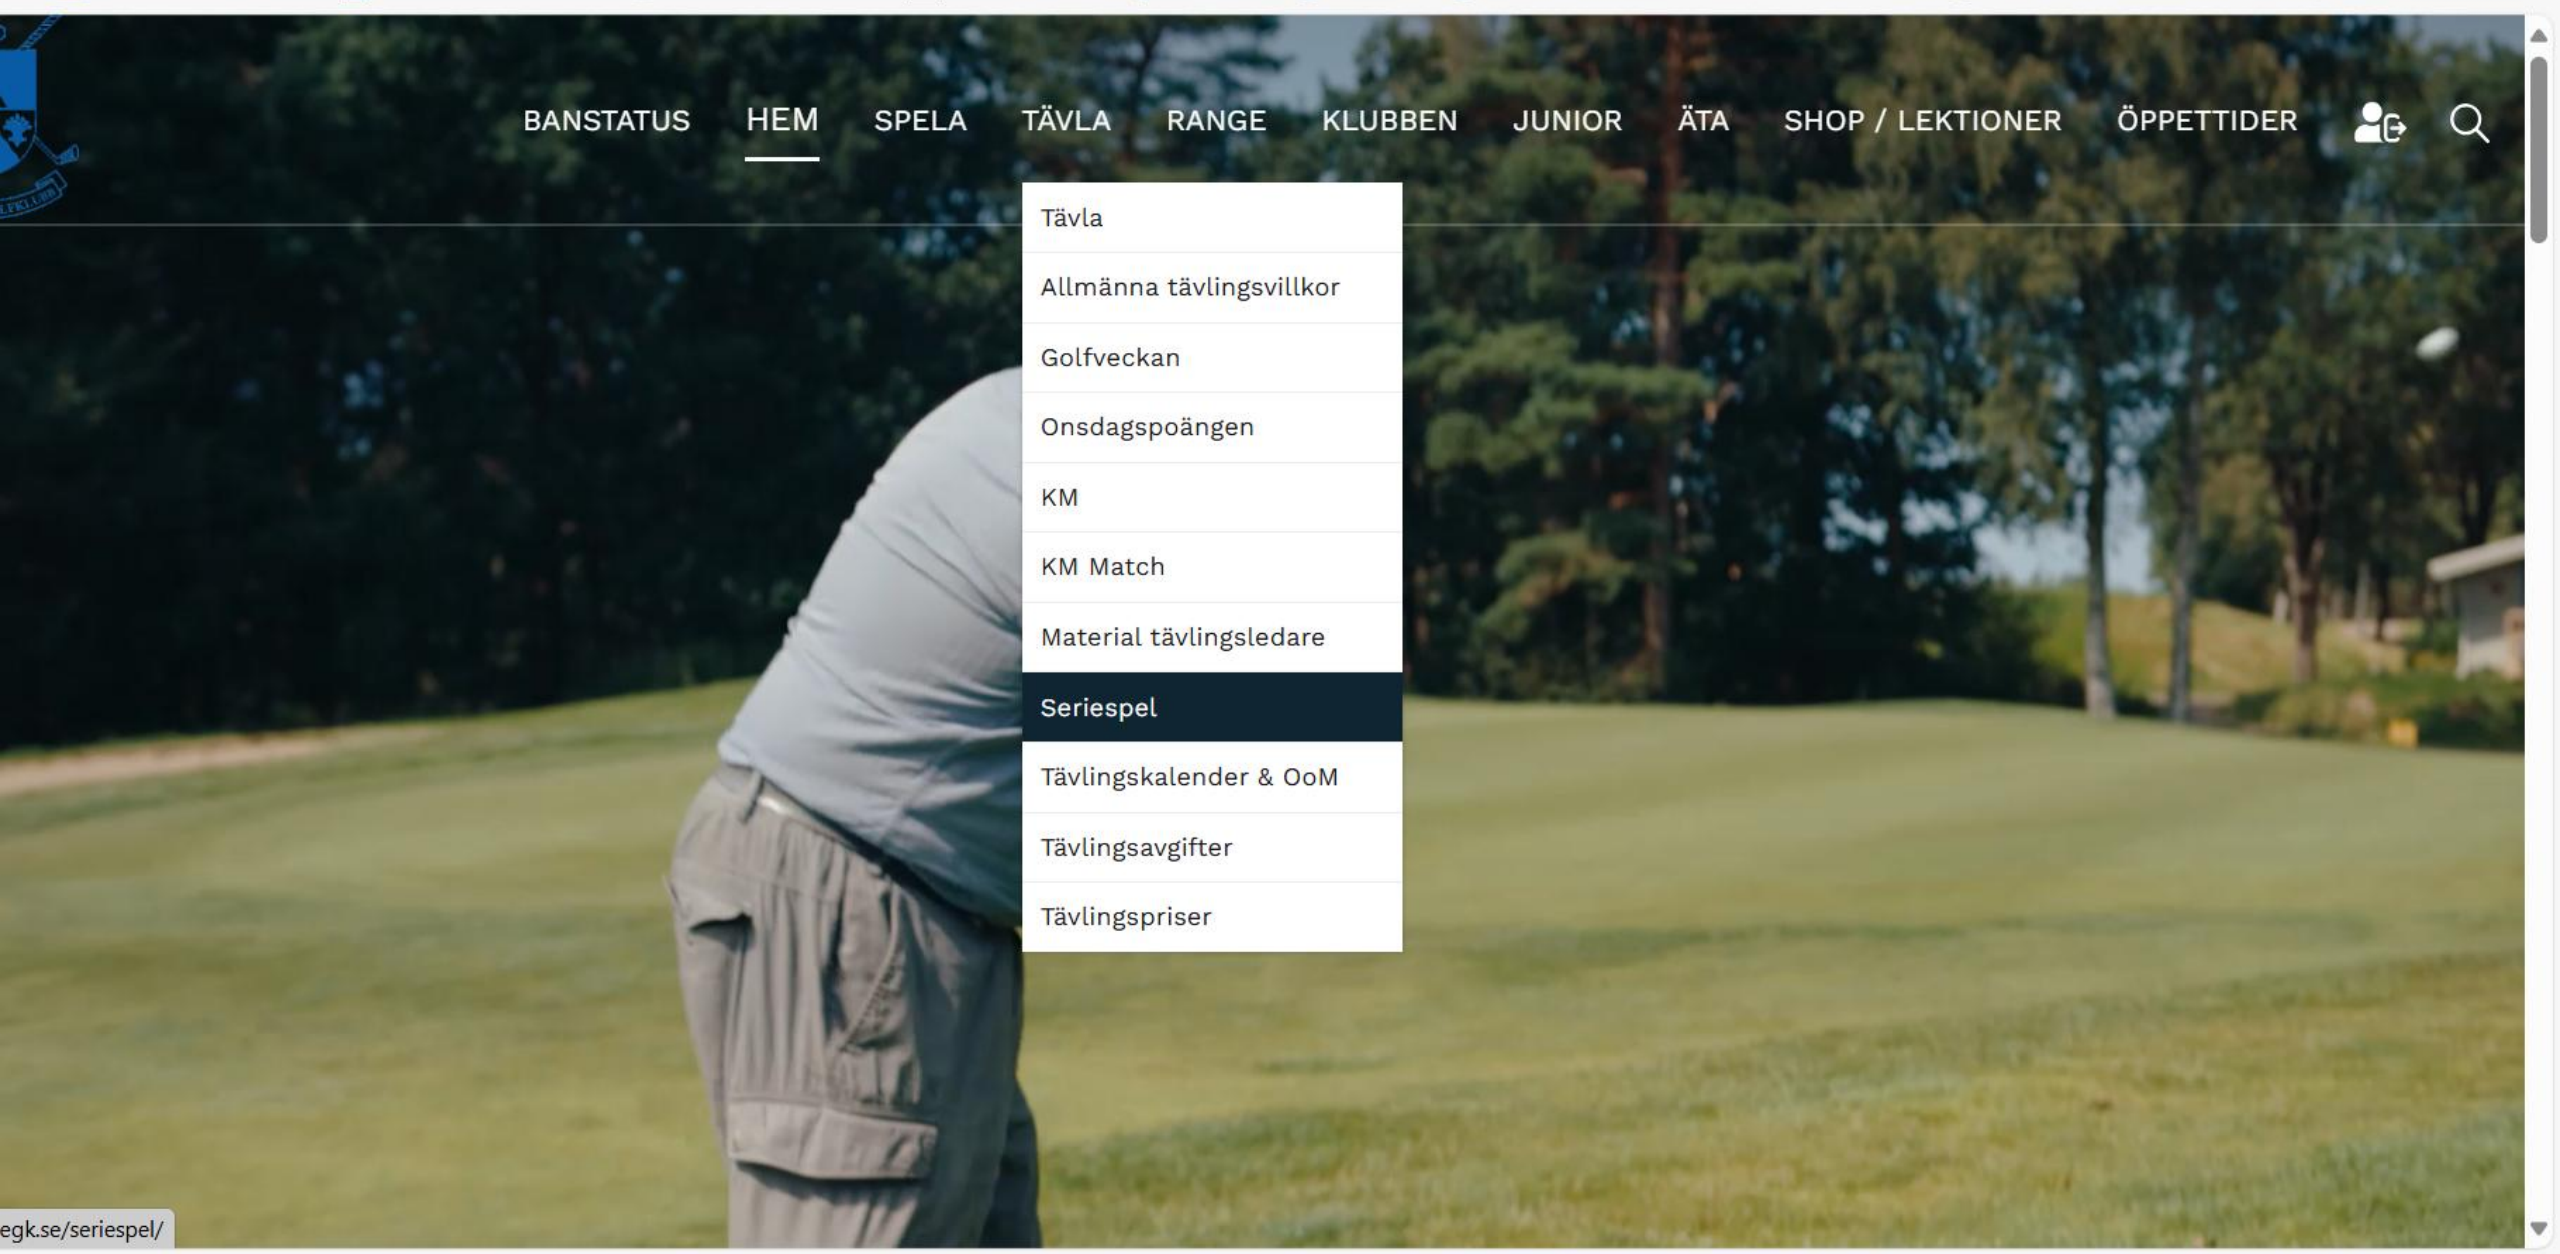 BANSTATUS HEM SPELA TÄVLA RANGE KLUBBEN JUNIOR ÄTA SHOP / LEKTIONER ÖPPETTIDER
Tävla
Allmänna tävlingsvillkor
Golfveckan
Onsdagspoängen
KM
KM Match
Material tävlingsledare
Seriespel
Tävlingskalender & OoM
Tävlingsavgifter
Tävlingspriser
egk.se/seriespel/